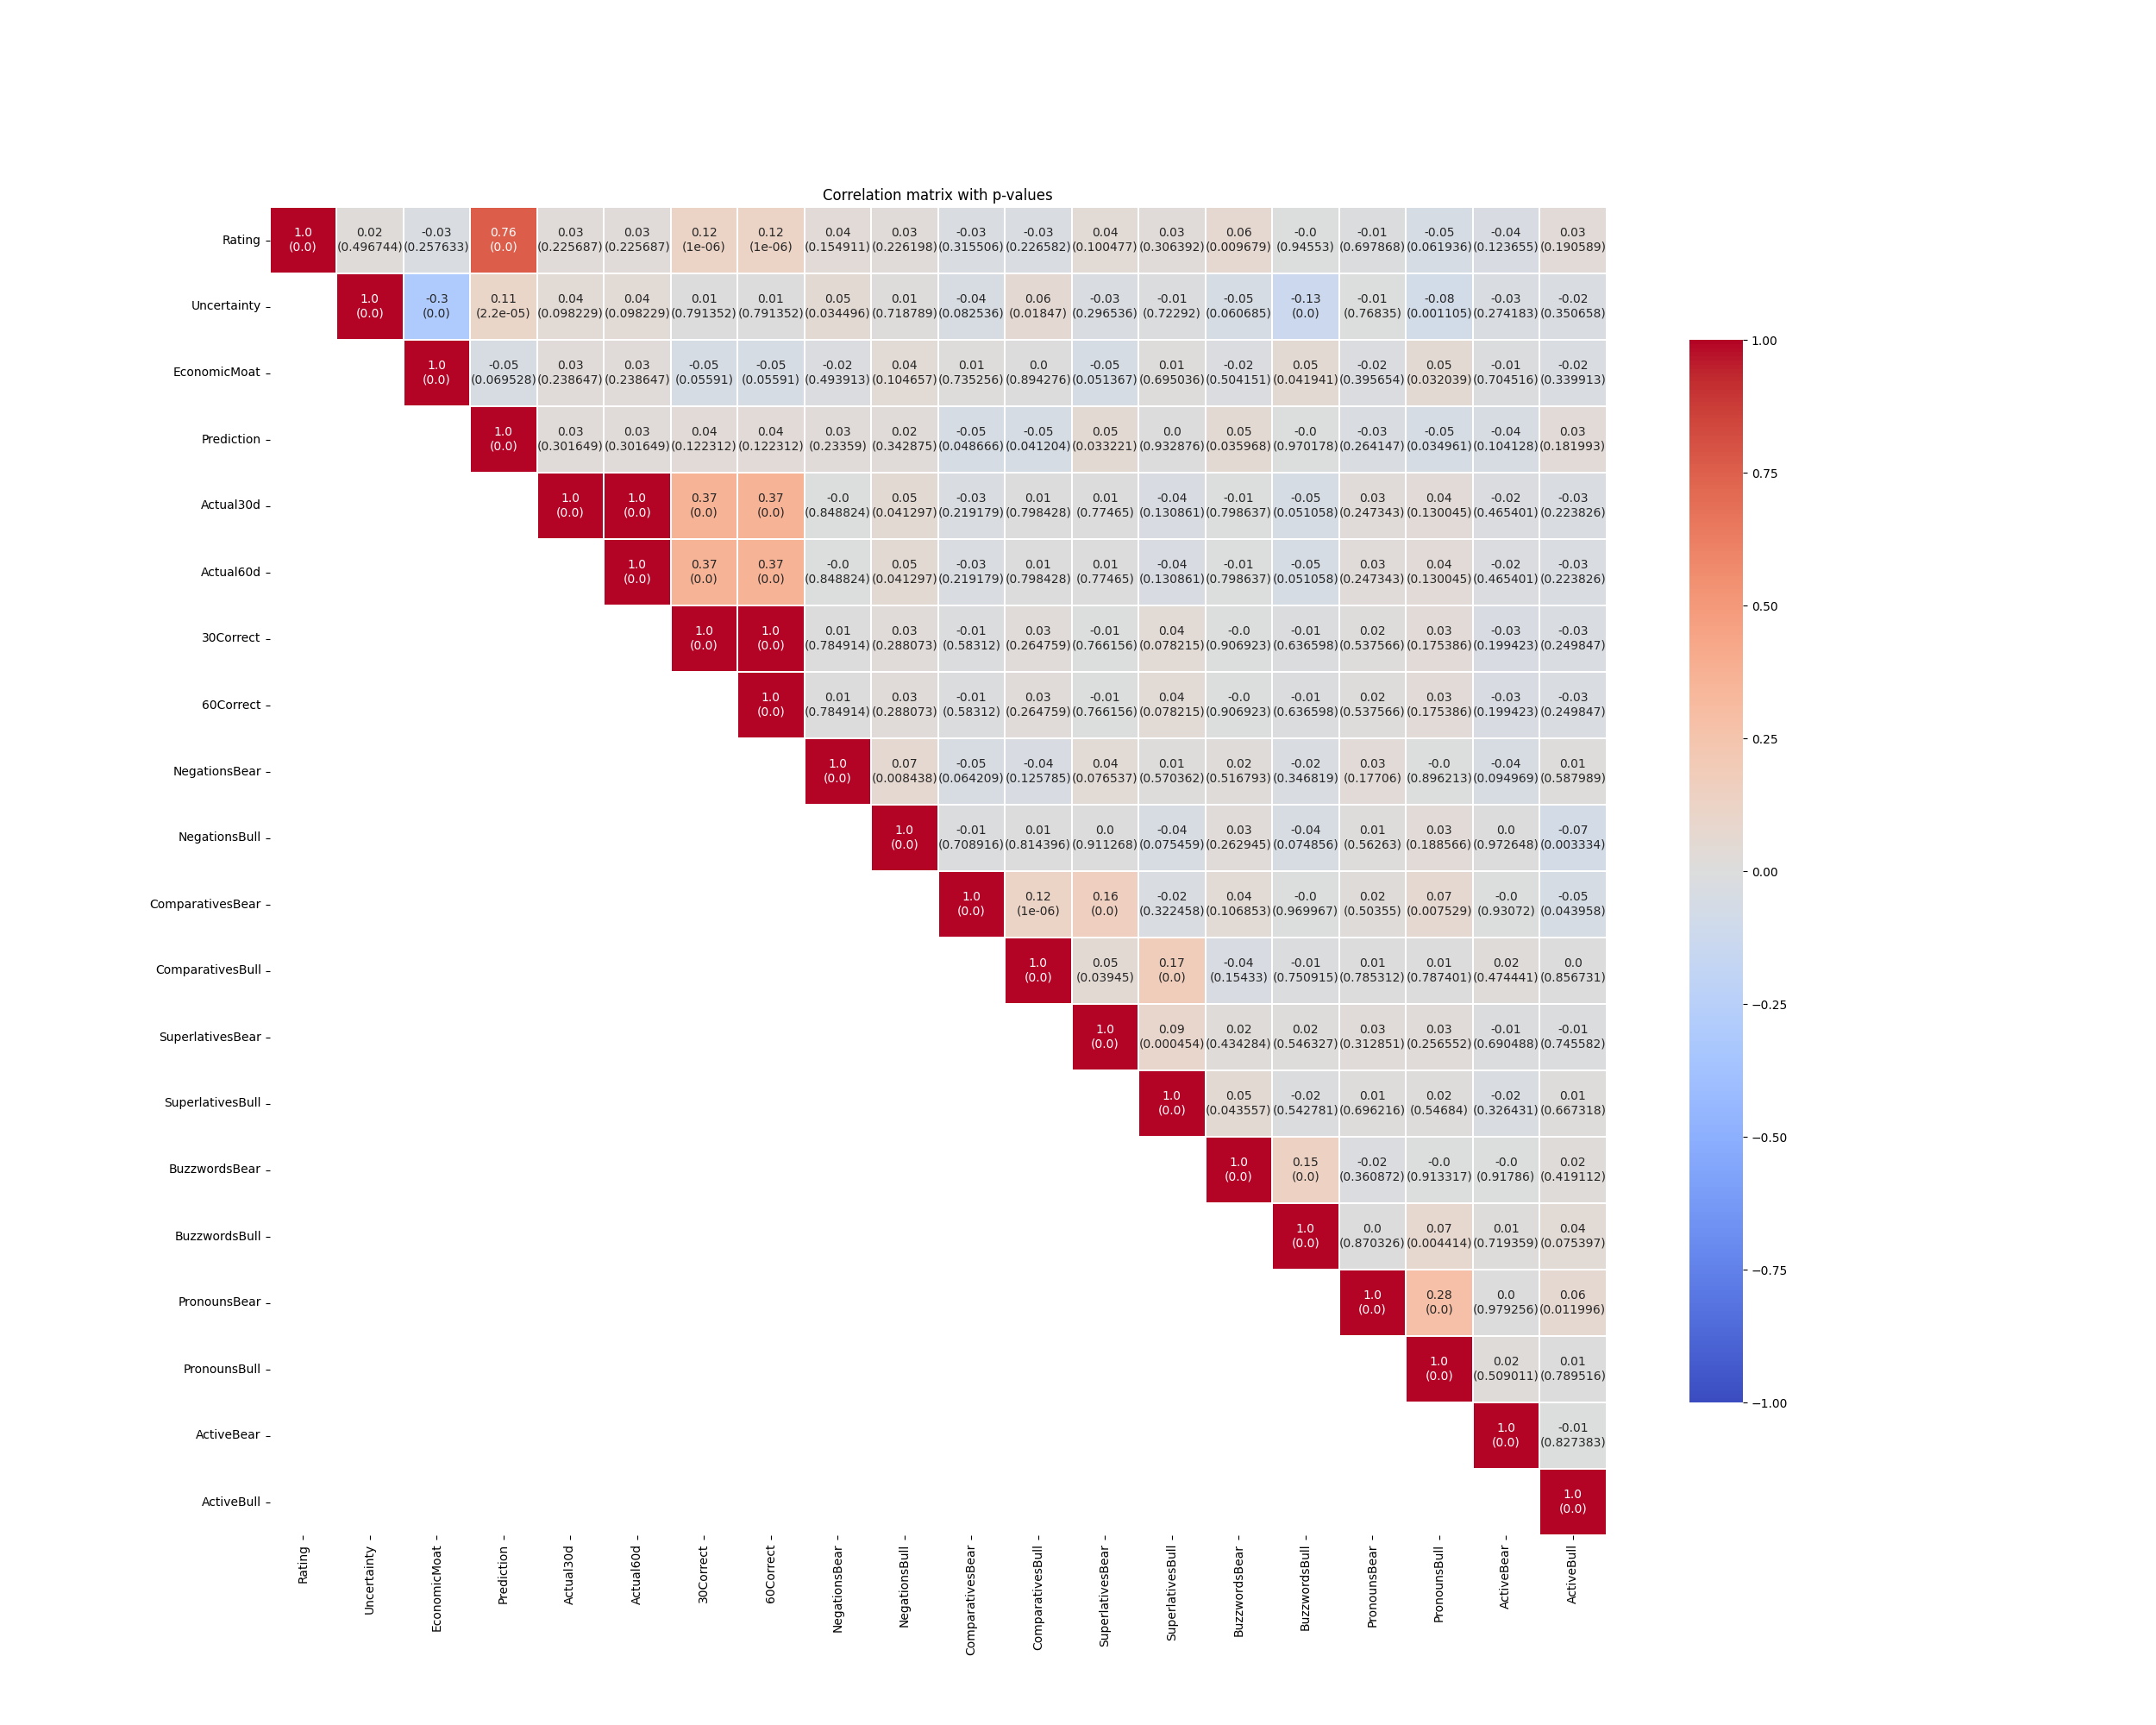 Correlation matrix with p-values
Rating
1.0 0.02 -0.03 0.76 0.03 0.03 0.12 0.12 0.04 0.03 -0.03 -0.03 0.04 0.03 0.06 -0.0 -0.01 -0.05 -0.04 0.03
(0.0) (0.496744) (0.257633) (0.0) (0.225687) (0.225687) (1e-06) (1e-06) (0.154911) (0.226198) (0.315506) (0.226582) (0.100477) (0.306392) (0.009679) (0.94553) (0.697868) (0.061936) (0.123655) (0.190589)
Uncertainty
1.0 -0.3 0.11 0.04 0.04 0.01 0.01 0.05 0.01 -0.04 0.06 -0.03 -0.01 -0.05 -0.13 -0.01 -0.08 -0.03 -0.02
(0.0) (0.0) (2.2e-05) (0.098229) (0.098229) (0.791352) (0.791352) (0.034496) (0.718789) (0.082536) (0.01847) (0.296536) (0.72292) (0.060685) (0.0) (0.76835) (0.001105) (0.274183) (0.350658)
EconomicMoat
1.0 -0.05 0.03 0.03 -0.05 -0.05 -0.02 0.04 0.01 0.0 -0.05 0.01 -0.02 0.05 -0.02 0.05 -0.01 -0.02
(0.0) (0.069528) (0.238647) (0.238647) (0.05591) (0.05591) (0.493913) (0.104657) (0.735256) (0.894276) (0.051367) (0.695036) (0.504151) (0.041941) (0.395654) (0.032039) (0.704516) (0.339913)
Prediction
1.0 0.03 0.03 0.04 0.04 0.03 0.02 -0.05 -0.05 0.05 0.0 0.05 -0.0 -0.03 -0.05 -0.04 0.03
(0.0) (0.301649) (0.301649) (0.122312) (0.122312) (0.23359) (0.342875) (0.048666) (0.041204) (0.033221) (0.932876) (0.035968) (0.970178) (0.264147) (0.034961) (0.104128) (0.181993)
Actual30d
1.0 1.0 0.37 0.37 -0.0 0.05 -0.03 0.01 0.01 -0.04 -0.01 -0.05 0.03 0.04 -0.02 -0.03
(0.0) (0.0) (0.0) (0.0) (0.848824) (0.041297) (0.219179) (0.798428) (0.77465) (0.130861) (0.798637) (0.051058) (0.247343) (0.130045) (0.465401) (0.223826)
Actual60d
1.0 0.37 0.37 -0.0 0.05 -0.03 0.01 0.01 -0.04 -0.01 -0.05 0.03 0.04 -0.02 -0.03
(0.0) (0.0) (0.0) (0.848824) (0.041297) (0.219179) (0.798428) (0.77465) (0.130861) (0.798637) (0.051058) (0.247343) (0.130045) (0.465401) (0.223826)
30Correct
1.0 1.0 0.01 0.03 -0.01 0.03 -0.01 0.04 -0.0 -0.01 0.02 0.03 -0.03 -0.03
(0.0) (0.0) (0.784914) (0.288073) (0.58312) (0.264759) (0.766156) (0.078215) (0.906923) (0.636598) (0.537566) (0.175386) (0.199423) (0.249847)
60Correct
1.0 0.01 0.03 -0.01 0.03 -0.01 0.04 -0.0 -0.01 0.02 0.03 -0.03 -0.03
(0.0) (0.784914) (0.288073) (0.58312) (0.264759) (0.766156) (0.078215) (0.906923) (0.636598) (0.537566) (0.175386) (0.199423) (0.249847)
NegationsBear
1.0 0.07 -0.05 -0.04 0.04 0.01 0.02 -0.02 0.03 -0.0 -0.04 0.01
(0.0) (0.008438) (0.064209) (0.125785) (0.076537) (0.570362) (0.516793) (0.346819) (0.17706) (0.896213) (0.094969) (0.587989)
NegationsBull
1.0 -0.01 0.01 0.0 -0.04 0.03 -0.04 0.01 0.03 0.0 -0.07
(0.0) (0.708916) (0.814396) (0.911268) (0.075459) (0.262945) (0.074856) (0.56263) (0.188566) (0.972648) (0.003334)
ComparativesBear
1.0 0.12 0.16 -0.02 0.04 -0.0 0.02 0.07 -0.0 -0.05
(0.0) (1e-06) (0.0) (0.322458) (0.106853) (0.969967) (0.50355) (0.007529) (0.93072) (0.043958)
ComparativesBull
1.0 0.05 0.17 -0.04 -0.01 0.01 0.01 0.02 0.0
(0.0) (0.03945) (0.0) (0.15433) (0.750915) (0.785312) (0.787401) (0.474441) (0.856731)
SuperlativesBear
1.0 0.09 0.02 0.02 0.03 0.03 -0.01 -0.01
(0.0) (0.000454) (0.434284) (0.546327) (0.312851) (0.256552) (0.690488) (0.745582)
SuperlativesBull
1.0 0.05 -0.02 0.01 0.02 -0.02 0.01
(0.0) (0.043557) (0.542781) (0.696216) (0.54684) (0.326431) (0.667318)
BuzzwordsBear
1.0 0.15 -0.02 -0.0 -0.0 0.02
(0.0) (0.0) (0.360872) (0.913317) (0.91786) (0.419112)
BuzzwordsBull
1.0 0.0 0.07 0.01 0.04
(0.0) (0.870326) (0.004414) (0.719359) (0.075397)
PronounsBear
1.0 0.28 0.0 0.06
(0.0) (0.0) (0.979256) (0.011996)
PronounsBull
1.0 0.02 0.01
(0.0) (0.509011) (0.789516)
ActiveBear
1.0 -0.01
(0.0) (0.827383)
ActiveBull
1.0
(0.0)
Rating
Uncertainty
EconomicMoat
Prediction
Actual30d
Actual60d
30Correct
60Correct
NegationsBear
NegationsBull
ComparativesBear
ComparativesBull
SuperlativesBear
SuperlativesBull
BuzzwordsBear
BuzzwordsBull
PronounsBear
PronounsBull
ActiveBear
ActiveBull
1.00
0.75
0.50
0.25
0.00
−0.25
−0.50
−0.75
−1.00